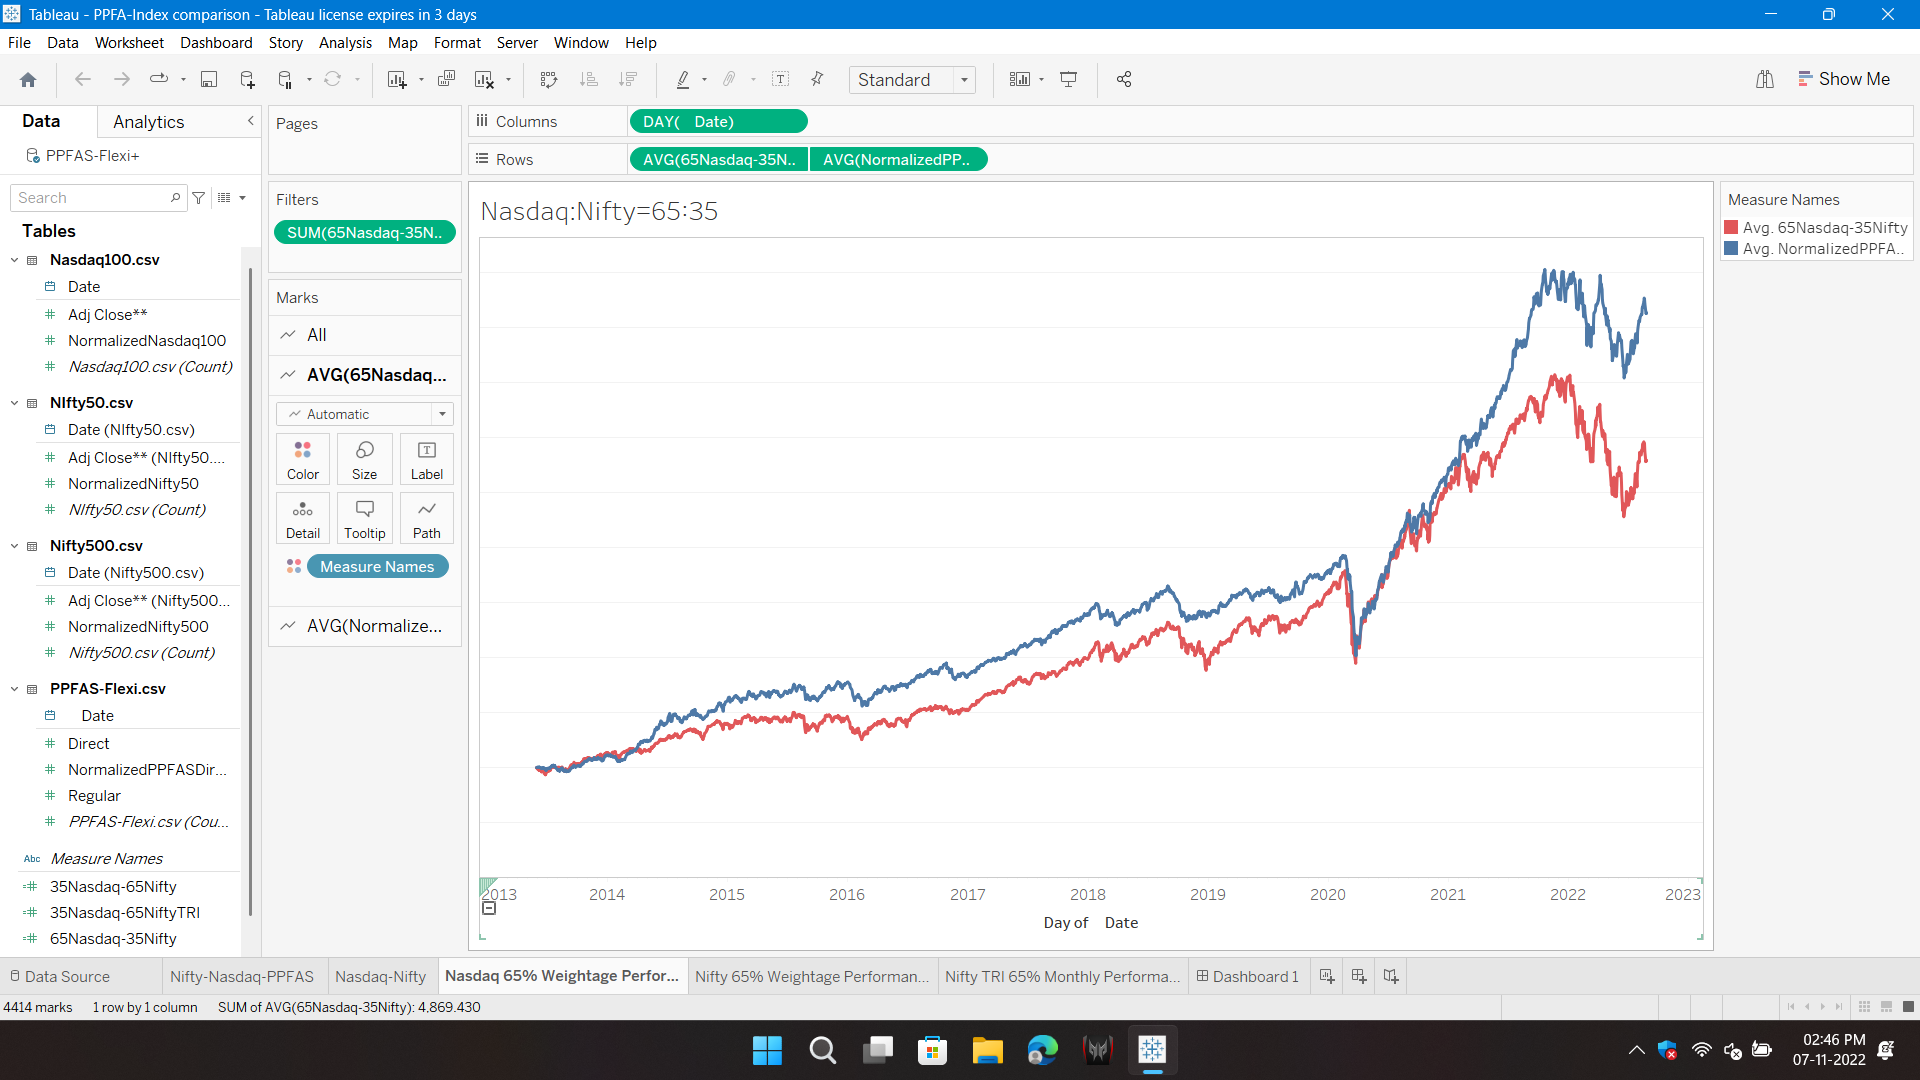 Tableau - PPFA-Index comparison - Tableau license expires in 3 days
File Data Worksheet Dashboard Story Analysis Map Format Server Window Help
Standard
Show Me
Data Analytics
PPFAS-Flexi+
Search
Tables
Nasdaq100.csv
Date
Adj Close**
NormalizedNasdaq100
Nasdaq100.csv (Count)
NIfty50.csv
Date (NIfty50.csv)
Adj Close** (NIfty50....
NormalizedNifty50
NIfty50.csv (Count)
Nifty500.csv
Date (Nifty500.csv)
Adj Close** (Nifty500...
NormalizedNifty500
Nifty500.csv (Count)
PPFAS-Flexi.csv
Date
Direct
NormalizedPPFASDir...
Regular
PPFAS-Flexi.csv (Cou...
Abc Measure Names
35Nasdaq-65Nifty
35Nasdaq-65NiftyTRI
65Nasdaq-35Nifty
Pages
Filters
SUM(65Nasdaq-35N..
Marks
All
AVG(65Nasdaq...
Automatic
Color Size Label
Detail Tooltip Path
Measure Names
AVG(Normalize...
Columns DAY( Date)
Rows AVG(65Nasdaq-35N.. AVG(NormalizedPP..
Nasdaq:Nifty=65:35
2013 2014 2015 2016 2017 2018 2019 2020 2021 2022 2023
Day of Date
Measure Names
Avg. 65Nasdaq-35Nifty
Avg. NormalizedPPFA..
Data Source Nifty-Nasdaq-PPFAS Nasdaq-Nifty Nasdaq 65% Weightage Perfor... Nifty 65% Weightage Performan... Nifty TRI 65% Monthly Performa... Dashboard 1
4414 marks 1 row by 1 column SUM of AVG(65Nasdaq-35Nifty): 4,869.430
02:46 PM
07-11-2022